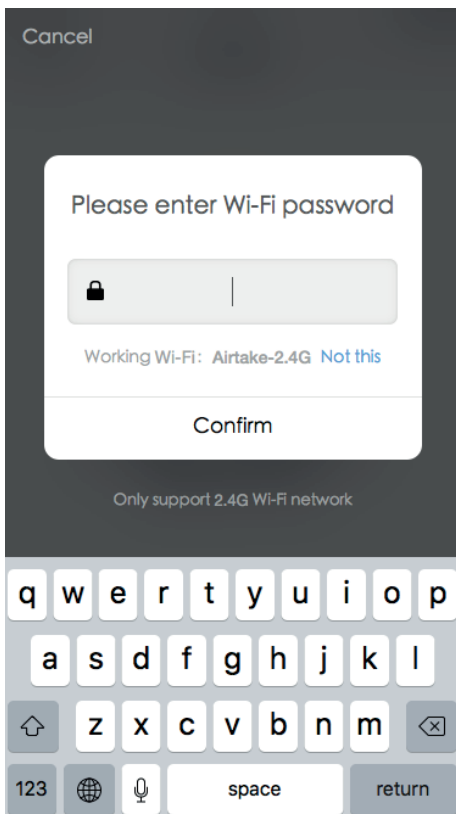 Cancel
Please enter Wi-Fi password
Working Wi-Fi: Airtake-2.4G Not this
Confirm
Only support 2.4G Wi-Fi network
q w e r t y u i o p
a s d f g h j k l
z x c v b n m
123 space return